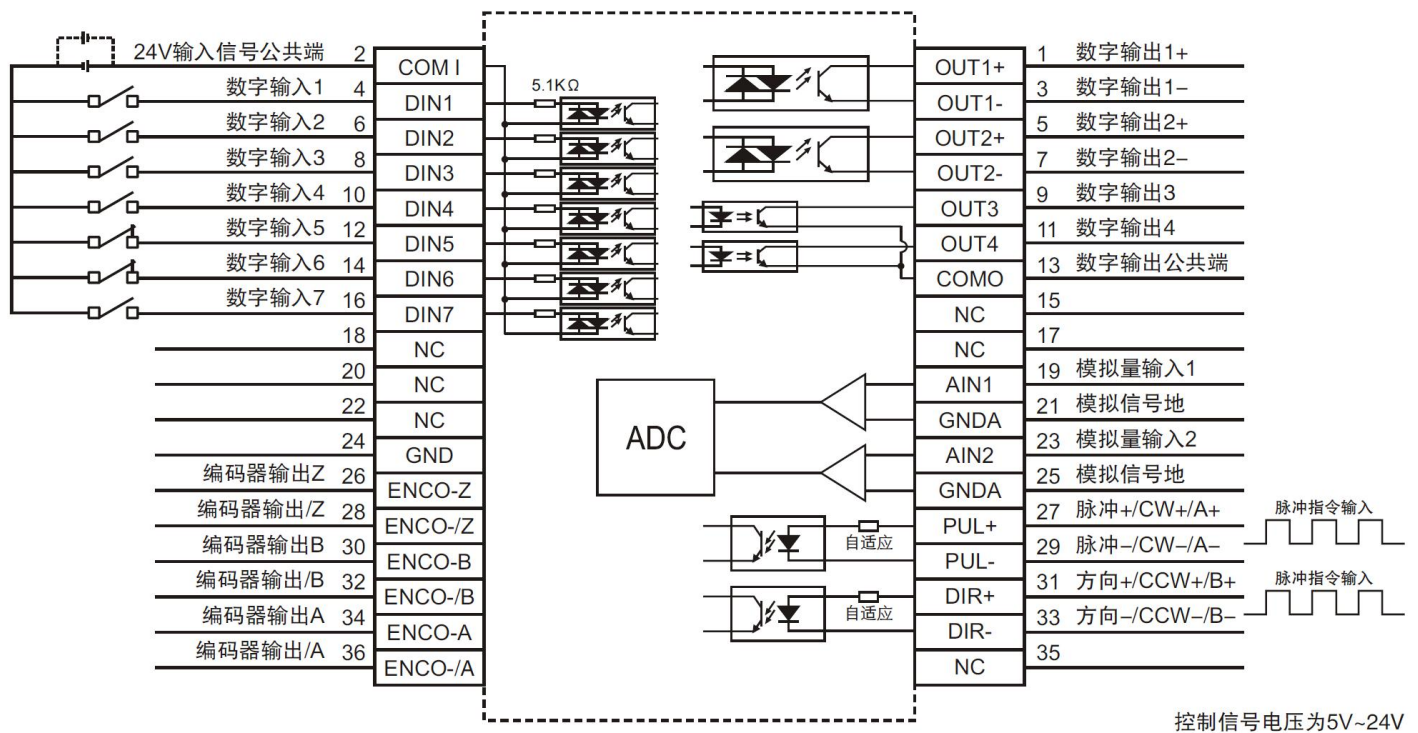 24V输入信号公共端 2 COM I
数字输入1 4 DIN1
数字输入2 6 DIN2
数字输入3 8 DIN3
数字输入4 10 DIN4
数字输入5 12 DIN5
数字输入6 14 DIN6
数字输入7 16 DIN7
18 NC
20 NC
22 NC
24 GND
编码器输出Z 26 ENCO-Z
编码器输出/Z 28 ENCO-/Z
编码器输出B 30 ENCO-B
编码器输出/B 32 ENCO-/B
编码器输出A 34 ENCO-A
编码器输出/A 36 ENCO-/A
5.1KΩ
ADC
自适应
自适应
OUT1+ 1 数字输出1+
OUT1- 3 数字输出1–
OUT2+ 5 数字输出2+
OUT2- 7 数字输出2–
OUT3 9 数字输出3
OUT4 11 数字输出4
COMO 13 数字输出公共端
NC 15
NC 17
AIN1 19 模拟量输入1
GNDA 21 模拟信号地
AIN2 23 模拟量输入2
GNDA 25 模拟信号地
PUL+ 27 脉冲+/CW+/A+
PUL- 29 脉冲–/CW–/A–
DIR+ 31 方向+/CCW+/B+
DIR- 33 方向–/CCW–/B–
NC 35
脉冲指令输入
脉冲指令输入
控制信号电压为5V~24V